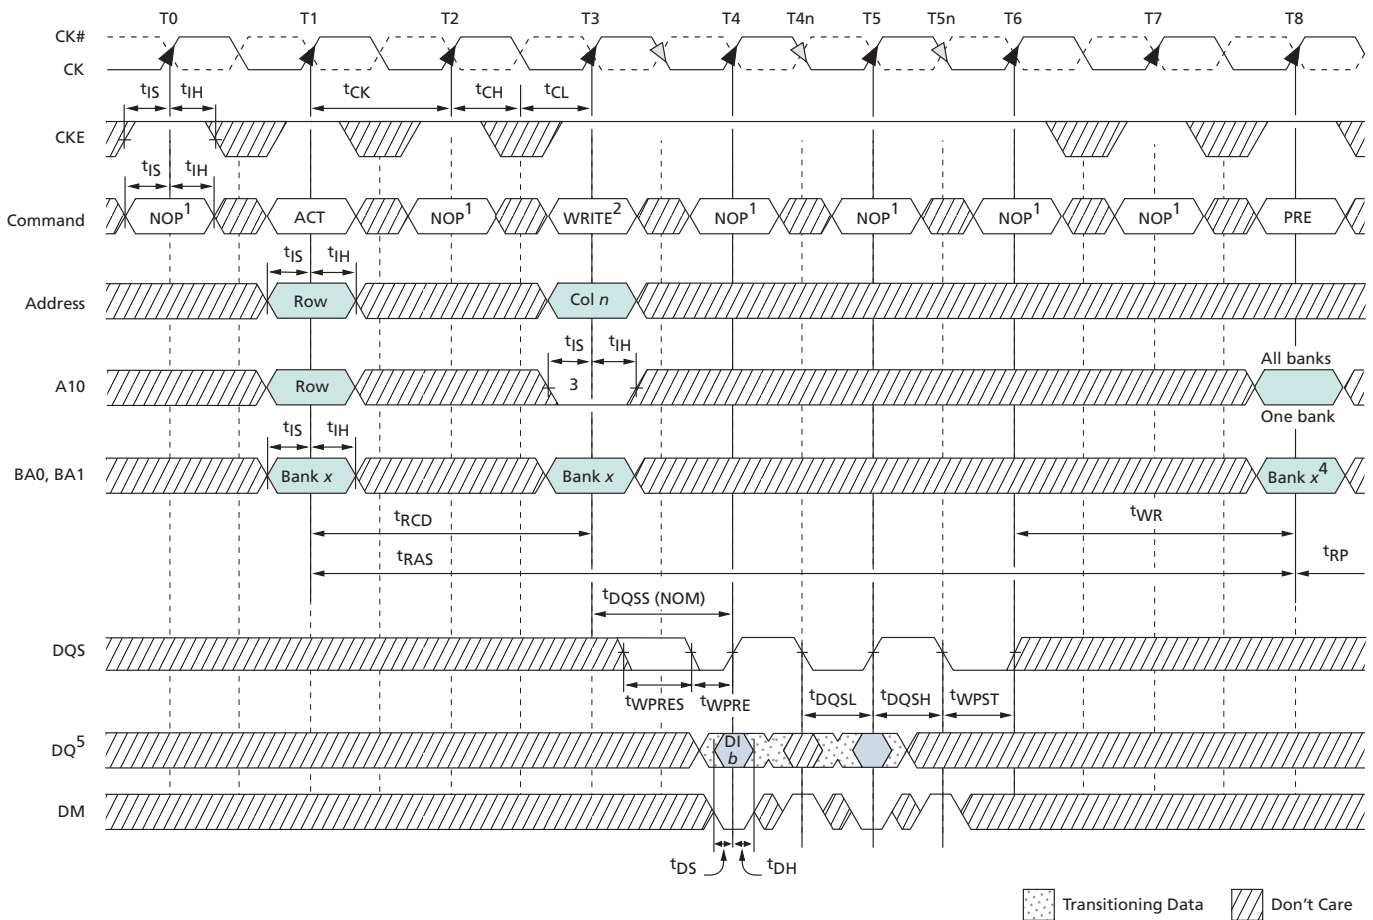 T0 T1 T2 T3 T4 T4n T5 T5n T6 T7 T8
CK#
CK
tIS tIH tCK tCH tCL
CKE
tIS tIH
Command NOP1 ACT NOP1 WRITE2 NOP1 NOP1 NOP1 NOP1 PRE
tIS tIH
Address Row Col n
tIS tIH
All banks
A10 Row 3
One bank
tIS tIH
BA0, BA1 Bank x Bank x Bank x4
tRCD tWR
tRAS tRP
tDQSS (NOM)
DQS
tWPRES tWPRE tDQSL tDQSH tWPST
DQ5 DI
b
DM
tDS tDH
Transitioning Data Don't Care